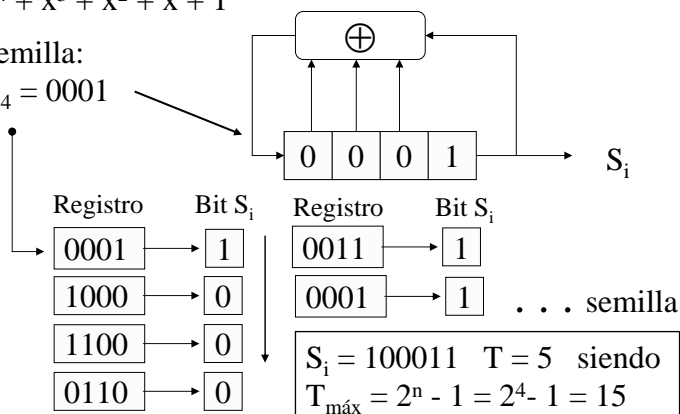 + x² + x + 1
emilla:
₄ = 0001
⊕
0 0 0 1
Sᵢ
Registro Bit Sᵢ
0001 1
1000 0
1100 0
0110 0
Registro Bit Sᵢ
0011 1
0001 1
. . . semilla
Sᵢ = 100011 T = 5 siendo
Tₘáₓ = 2ⁿ - 1 = 2⁴- 1 = 15